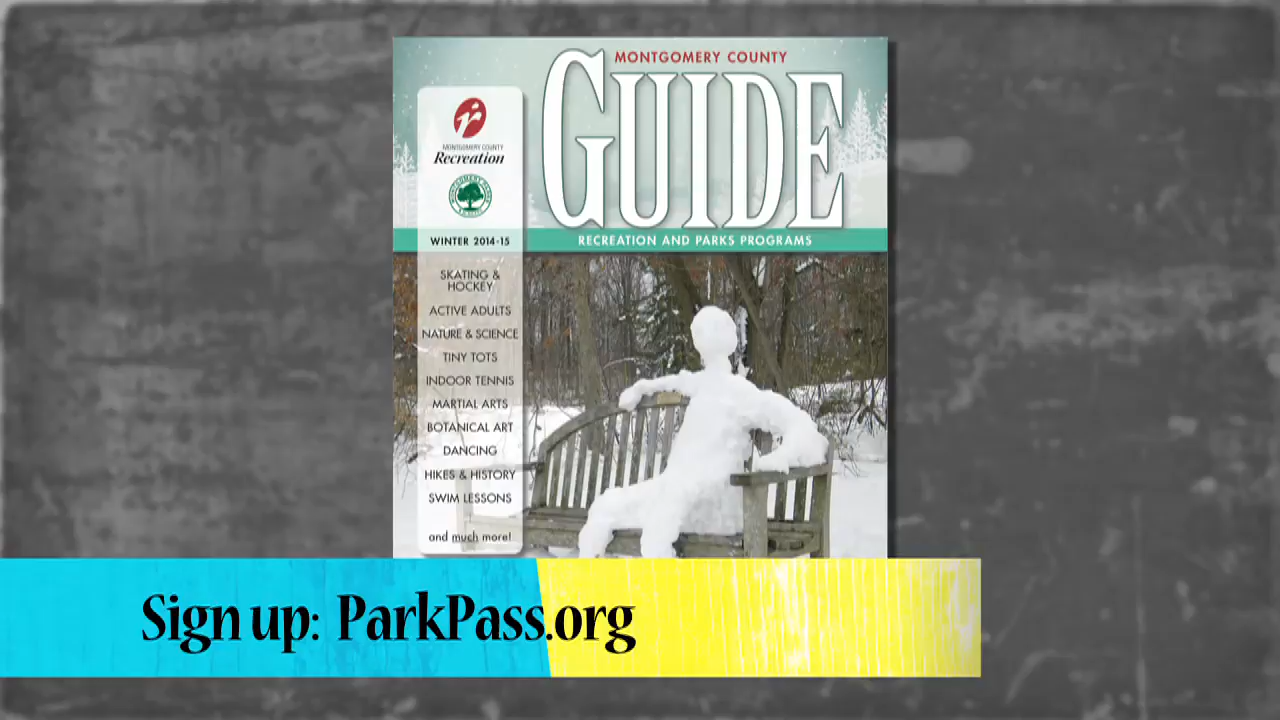 MONTGOMERY COUNTY
GUIDE
RECREATION AND PARKS PROGRAMS
r
MONTGOMERY COUNTY
Recreation
MONTGOMERY PARKS
WINTER 2014-15
SKATING &
HOCKEY
ACTIVE ADULTS
NATURE & SCIENCE
TINY TOTS
INDOOR TENNIS
MARTIAL ARTS
BOTANICAL ART
DANCING
HIKES & HISTORY
SWIM LESSONS
and much more!
Sign up: ParkPass.org